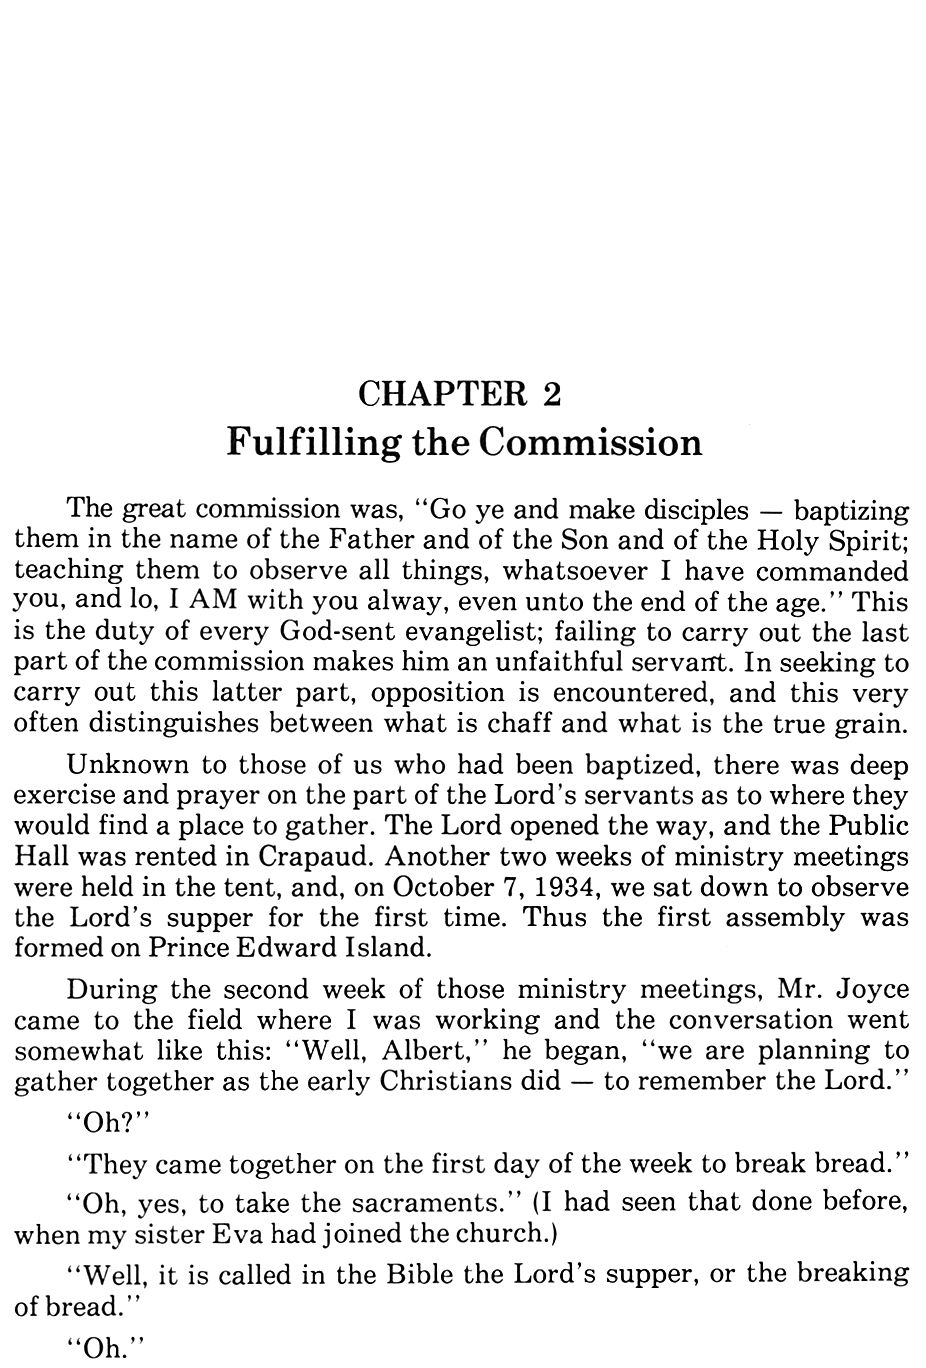 CHAPTER 2
Fulfilling the Commission
The great commission was, “Go ye and make disciples — baptizing
them in the name of the Father and of the Son and of the Holy Spirit;
teaching them to observe all things, whatsoever I have commanded
you, and lo, I AM with you alway, even unto the end of the age.” This
is the duty of every God-sent evangelist; failing to carry out the last
part of the commission makes him an unfaithful servant. In seeking to
carry out this latter part, opposition is encountered, and this very
often distinguishes between what is chaff and what is the true grain.
Unknown to those of us who had been baptized, there was deep
exercise and prayer on the part of the Lord’s servants as to where they
would find a place to gather. The Lord opened the way, and the Public
Hall was rented in Crapaud. Another two weeks of ministry meetings
were held in the tent, and, on October 7, 1934, we sat down to observe
the Lord’s supper for the first time. Thus the first assembly was
formed on Prince Edward Island.
During the second week of those ministry meetings, Mr. Joyce
came to the field where I was working and the conversation went
somewhat like this: “Well, Albert,” he began, “we are planning to
gather together as the early Christians did — to remember the Lord.”
“Oh?”
“They came together on the first day of the week to break bread.”
“Oh, yes, to take the sacraments.” (I had seen that done before,
when my sister Eva had joined the church.)
“Well, it is called in the Bible the Lord’s supper, or the breaking
of bread.”
“Oh.”